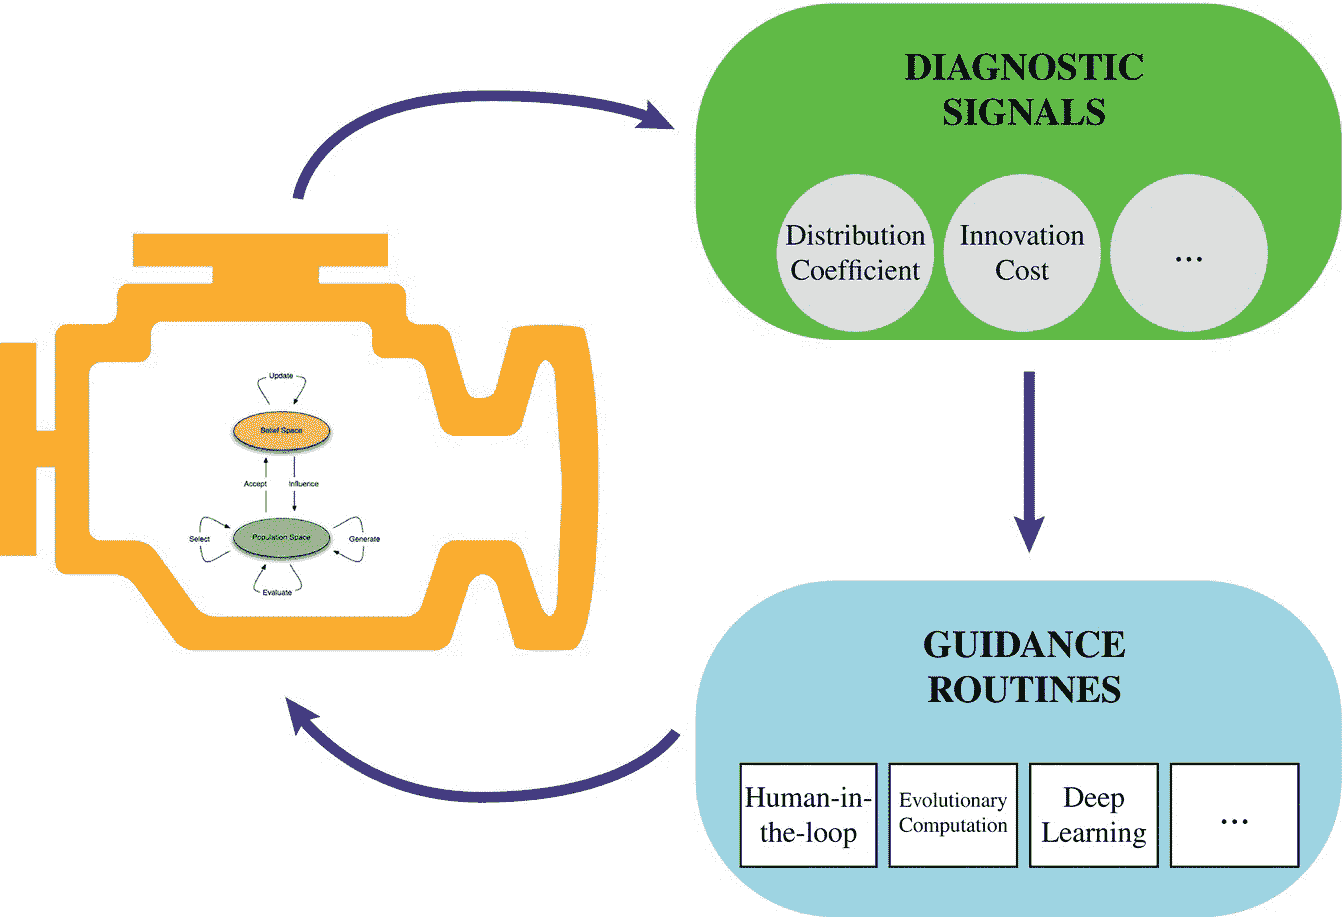 DIAGNOSTIC
SIGNALS
Distribution
Coefficient
Innovation
Cost
...
Update
Belief Space
Accept
Influence
Select
Population Space
Generate
Evaluate
GUIDANCE
ROUTINES
Human-in-
the-loop
Evolutionary
Computation
Deep
Learning
...